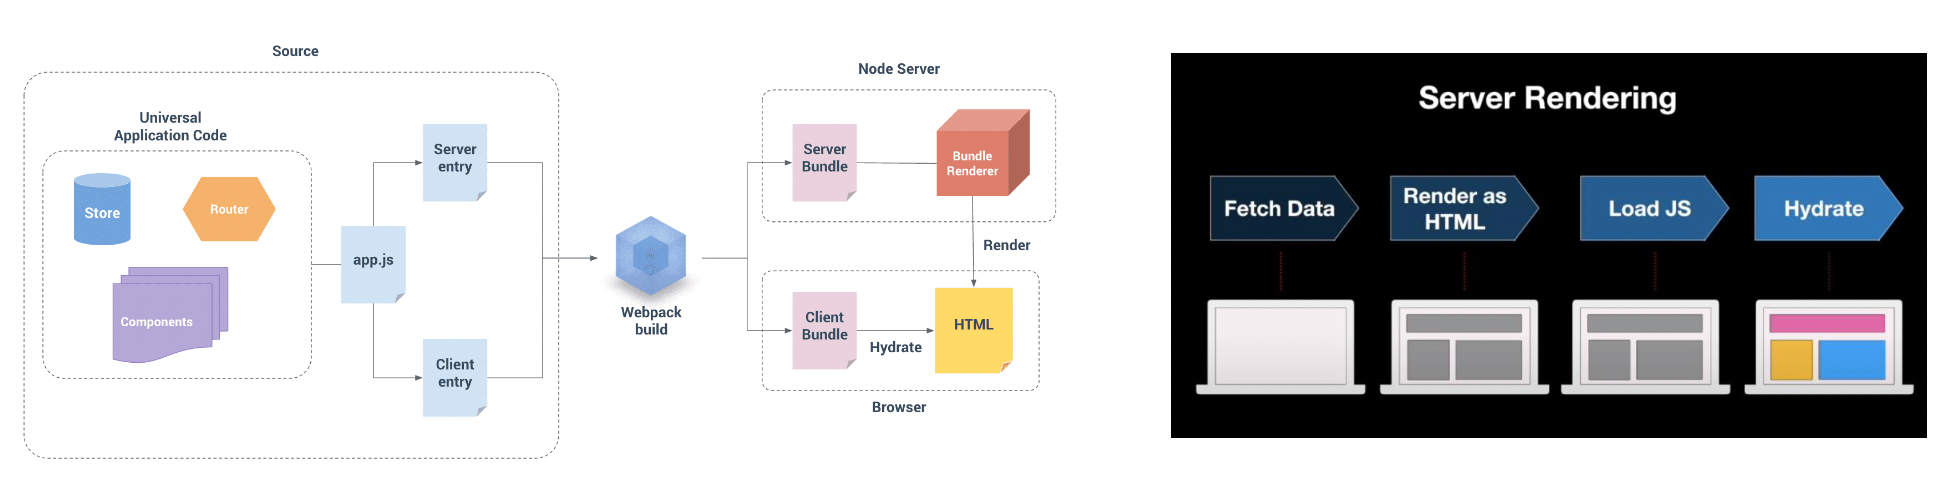 Source
Universal
Application Code
Store
Router
Components
app.js
Server
entry
Client
entry
Webpack
build
Node Server
Server
Bundle
Bundle
Renderer
Render
Client
Bundle
Hydrate
HTML
Browser
Server Rendering
Fetch Data
Render as
HTML
Load JS
Hydrate